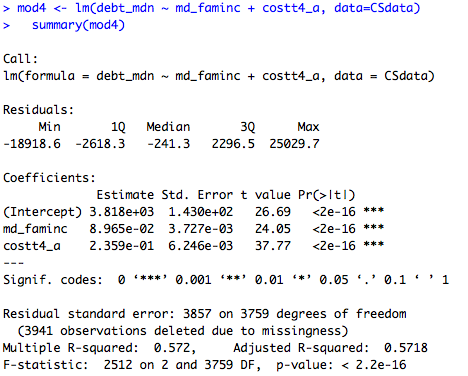 > mod4 <- lm(debt_mdn ~ md_faminc + costt4_a, data=CSdata)
>   summary(mod4)
Call:
lm(formula = debt_mdn ~ md_faminc + costt4_a, data = CSdata)
Residuals:
     Min       1Q   Median       3Q      Max
-18918.6  -2618.3   -241.3   2296.5  25029.7
Coefficients:
             Estimate Std. Error t value Pr(>|t|)
(Intercept) 3.818e+03  1.430e+02   26.69   <2e-16 ***
md_faminc   8.965e-02  3.727e-03   24.05   <2e-16 ***
costt4_a    2.359e-01  6.246e-03   37.77   <2e-16 ***
---
Signif. codes:  0 ‘***’ 0.001 ‘**’ 0.01 ‘*’ 0.05 ‘.’ 0.1 ‘ ’ 1
Residual standard error: 3857 on 3759 degrees of freedom
  (3941 observations deleted due to missingness)
Multiple R-squared:  0.572,	Adjusted R-squared:  0.5718
F-statistic:  2512 on 2 and 3759 DF,  p-value: < 2.2e-16